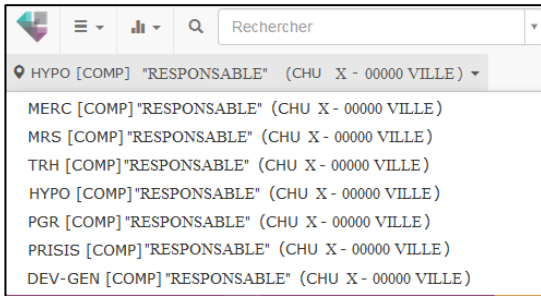 Rechercher
HYPO [COMP] "RESPONSABLE" (CHU X - 00000 VILLE)
MERC [COMP] "RESPONSABLE" (CHU X - 00000 VILLE)
MRS [COMP] "RESPONSABLE" (CHU X - 00000 VILLE)
TRH [COMP] "RESPONSABLE" (CHU X - 00000 VILLE)
HYPO [COMP] "RESPONSABLE" (CHU X - 00000 VILLE)
PGR [COMP] "RESPONSABLE" (CHU X - 00000 VILLE)
PRISIS [COMP] "RESPONSABLE" (CHU X - 00000 VILLE)
DEV-GEN [COMP] "RESPONSABLE" (CHU X - 00000 VILLE)